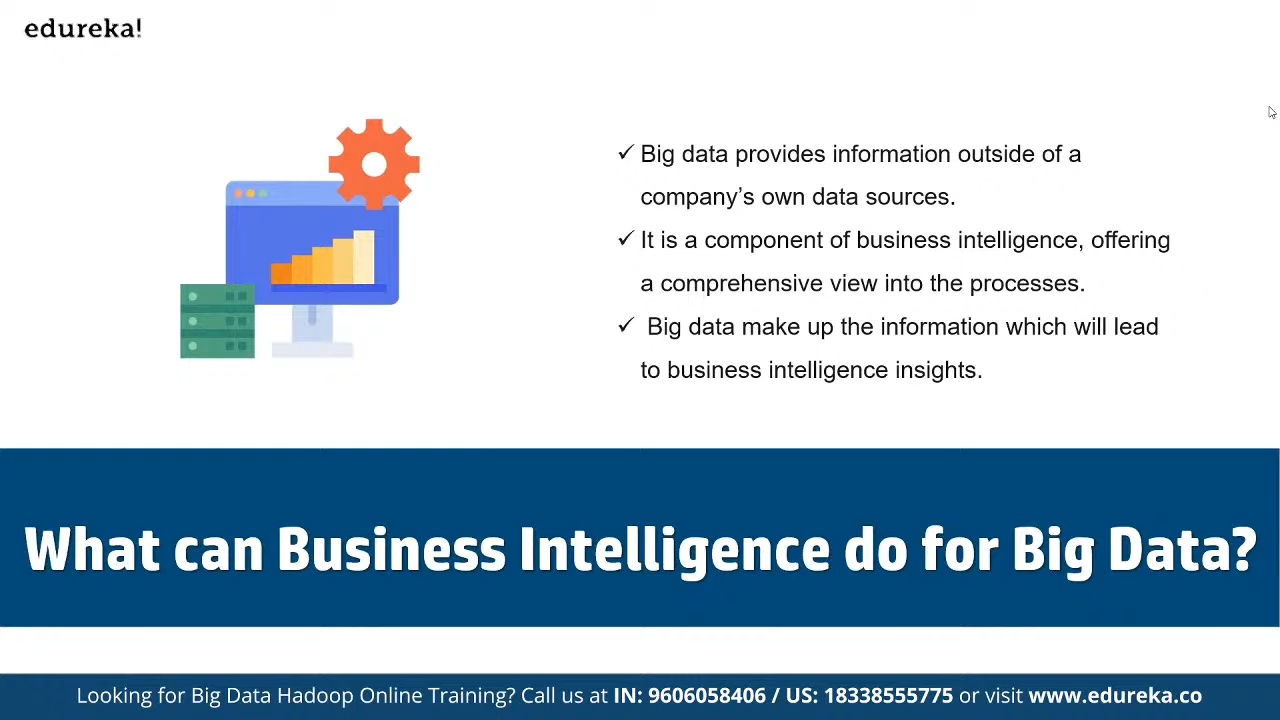 edureka!
✓ Big data provides information outside of a
company’s own data sources.
✓ It is a component of business intelligence, offering
a comprehensive view into the processes.
✓ Big data make up the information which will lead
to business intelligence insights.
What can Business Intelligence do for Big Data?
Looking for Big Data Hadoop Online Training? Call us at IN: 9606058406 / US: 18338555775 or visit www.edureka.co